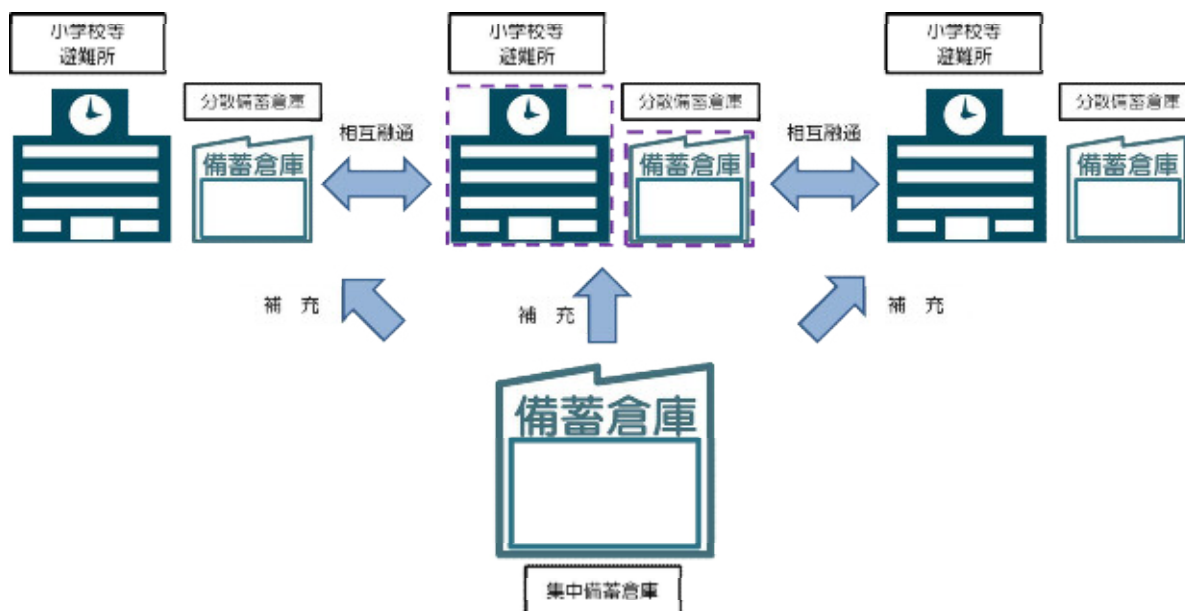 小学校等
避難所
小学校等
避難所
小学校等
避難所
分散備蓄倉庫
分散備蓄倉庫
分散備蓄倉庫
備蓄倉庫
相互融通
備蓄倉庫
相互融通
備蓄倉庫
補　充
補　充
補　充
備蓄倉庫
集中備蓄倉庫